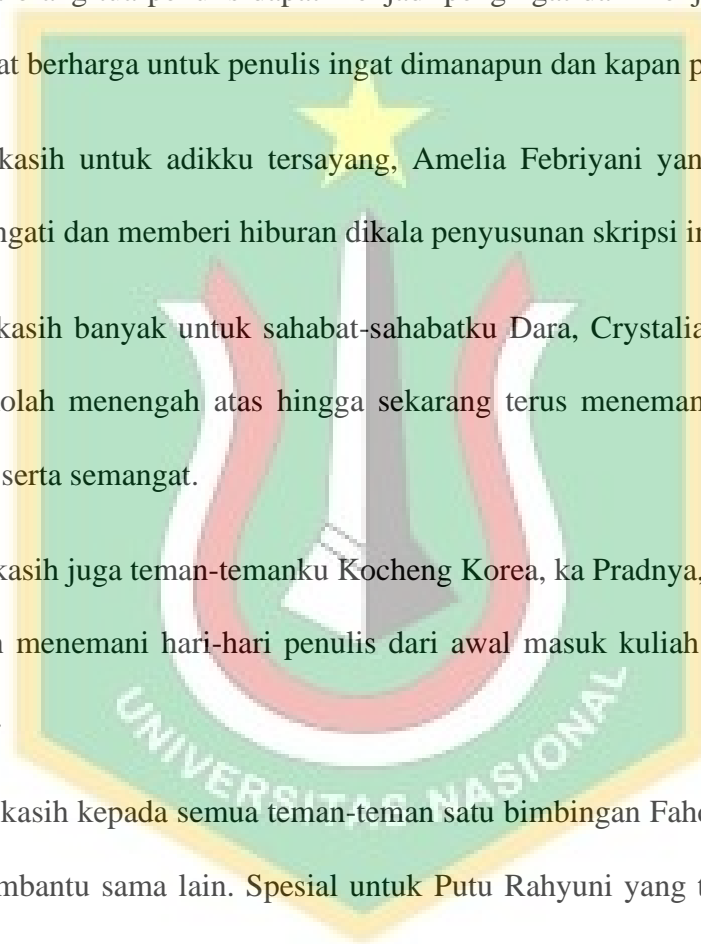 at berharga untuk penulis ingat dimanapun dan kapan p
kasih untuk adikku tersayang, Amelia Febriyani yan
ngati dan memberi hiburan dikala penyusunan skripsi in
kasih banyak untuk sahabat-sahabatku Dara, Crystalia
olah menengah atas hingga sekarang terus meneman
serta semangat.
kasih juga teman-temanku Kocheng Korea, ka Pradnya,
n menemani hari-hari penulis dari awal masuk kuliah
kasih kepada semua teman-teman satu bimbingan Fahe
mbantu sama lain. Spesial untuk Putu Rahyuni yang t
UNIVERSITAS NASIONAL